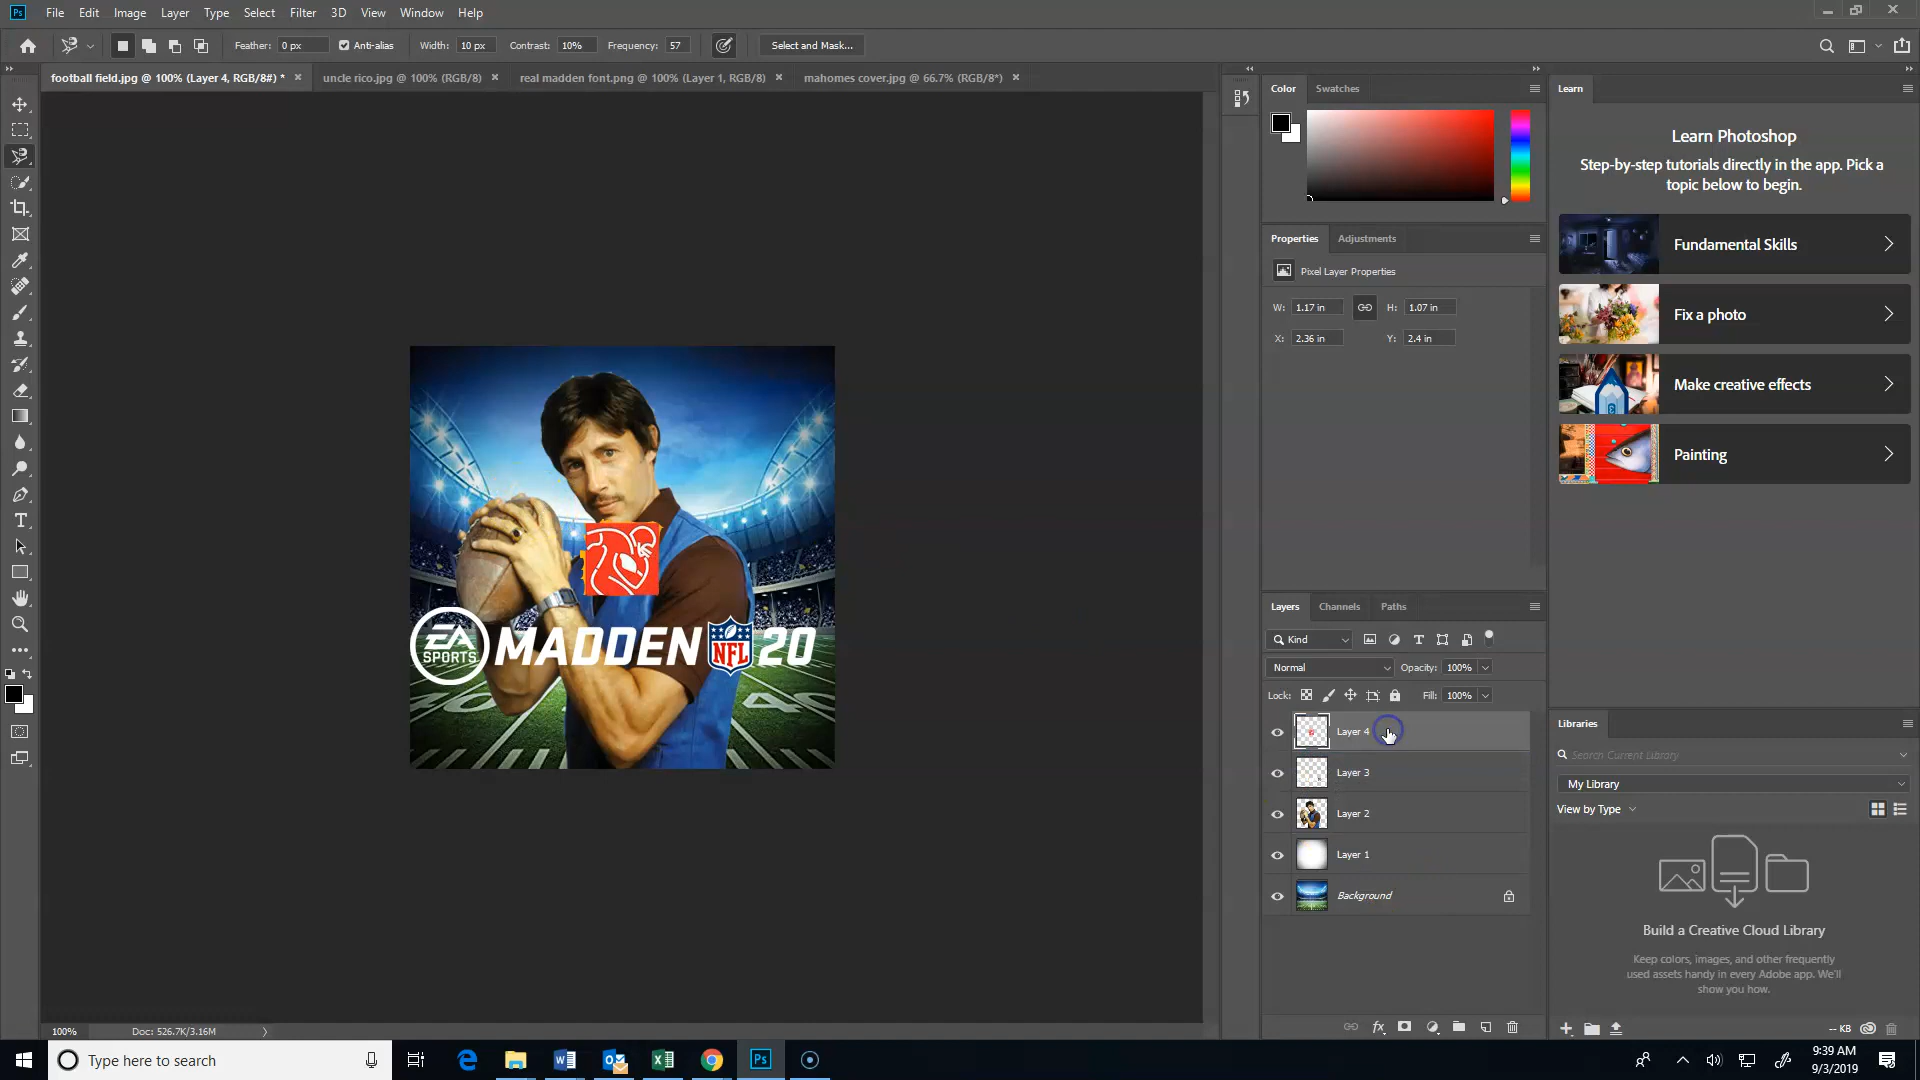 Ps File Edit Image Layer Type Select Filter 3D View Window Help
Feather: 0 px Anti-alias Width: 10 px Contrast: 10% Frequency: 57 Select and Mask...
football field.jpg @ 100% (Layer 4, RGB/8#) * × uncle rico.jpg @ 100% (RGB/8) × real madden font.png @ 100% (Layer 1, RGB/8) × mahomes cover.jpg @ 66.7% (RGB/8*) ×
Color Swatches
Learn
Learn Photoshop
Step-by-step tutorials directly in the app. Pick a
topic below to begin.
Fundamental Skills
Fix a photo
Make creative effects
Painting
Properties Adjustments
Pixel Layer Properties
W: 1.17 in H: 1.07 in
X: 2.36 in Y: 2.4 in
EA
SPORTS
MADDEN NFL 20
40
Layers Channels Paths
Kind
Normal Opacity: 100%
Lock: Fill: 100%
Layer 4
Layer 3
Layer 2
Layer 1
Background
Libraries
Search Current Library
My Library
View by Type
Build a Creative Cloud Library
Keep colors, images, and other frequently
used assets handy in every Adobe app. We'll
show you how.
-- KB
fx
100% Doc: 526.7K/3.16M
Type here to search
Ps
9:39 AM
9/3/2019